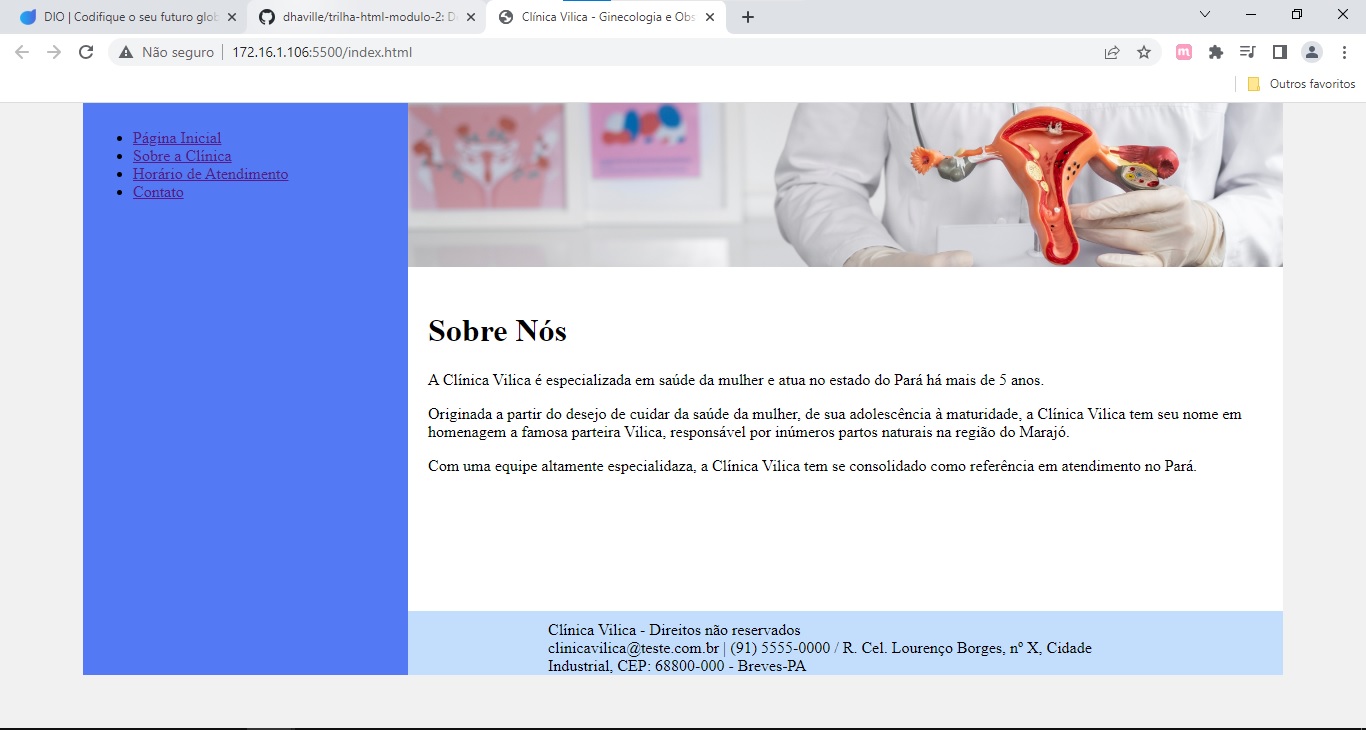 DIO | Codifique o seu futuro glob
dhaville/trilha-html-modulo-2: D
Clínica Vilica - Ginecologia e Obs
Não seguro
172.16.1.106:5500/index.html
Outros favoritos
Página Inicial
Sobre a Clínica
Horário de Atendimento
Contato
Sobre Nós
A Clínica Vilica é especializada em saúde da mulher e atua no estado do Pará há mais de 5 anos.
Originada a partir do desejo de cuidar da saúde da mulher, de sua adolescência à maturidade, a Clínica Vilica tem seu nome em
homenagem a famosa parteira Vilica, responsável por inúmeros partos naturais na região do Marajó.
Com uma equipe altamente especialidaza, a Clínica Vilica tem se consolidado como referência em atendimento no Pará.
Clínica Vilica - Direitos não reservados
clinicavilica@teste.com.br | (91) 5555-0000 / R. Cel. Lourenço Borges, nº X, Cidade
Industrial, CEP: 68800-000 - Breves-PA